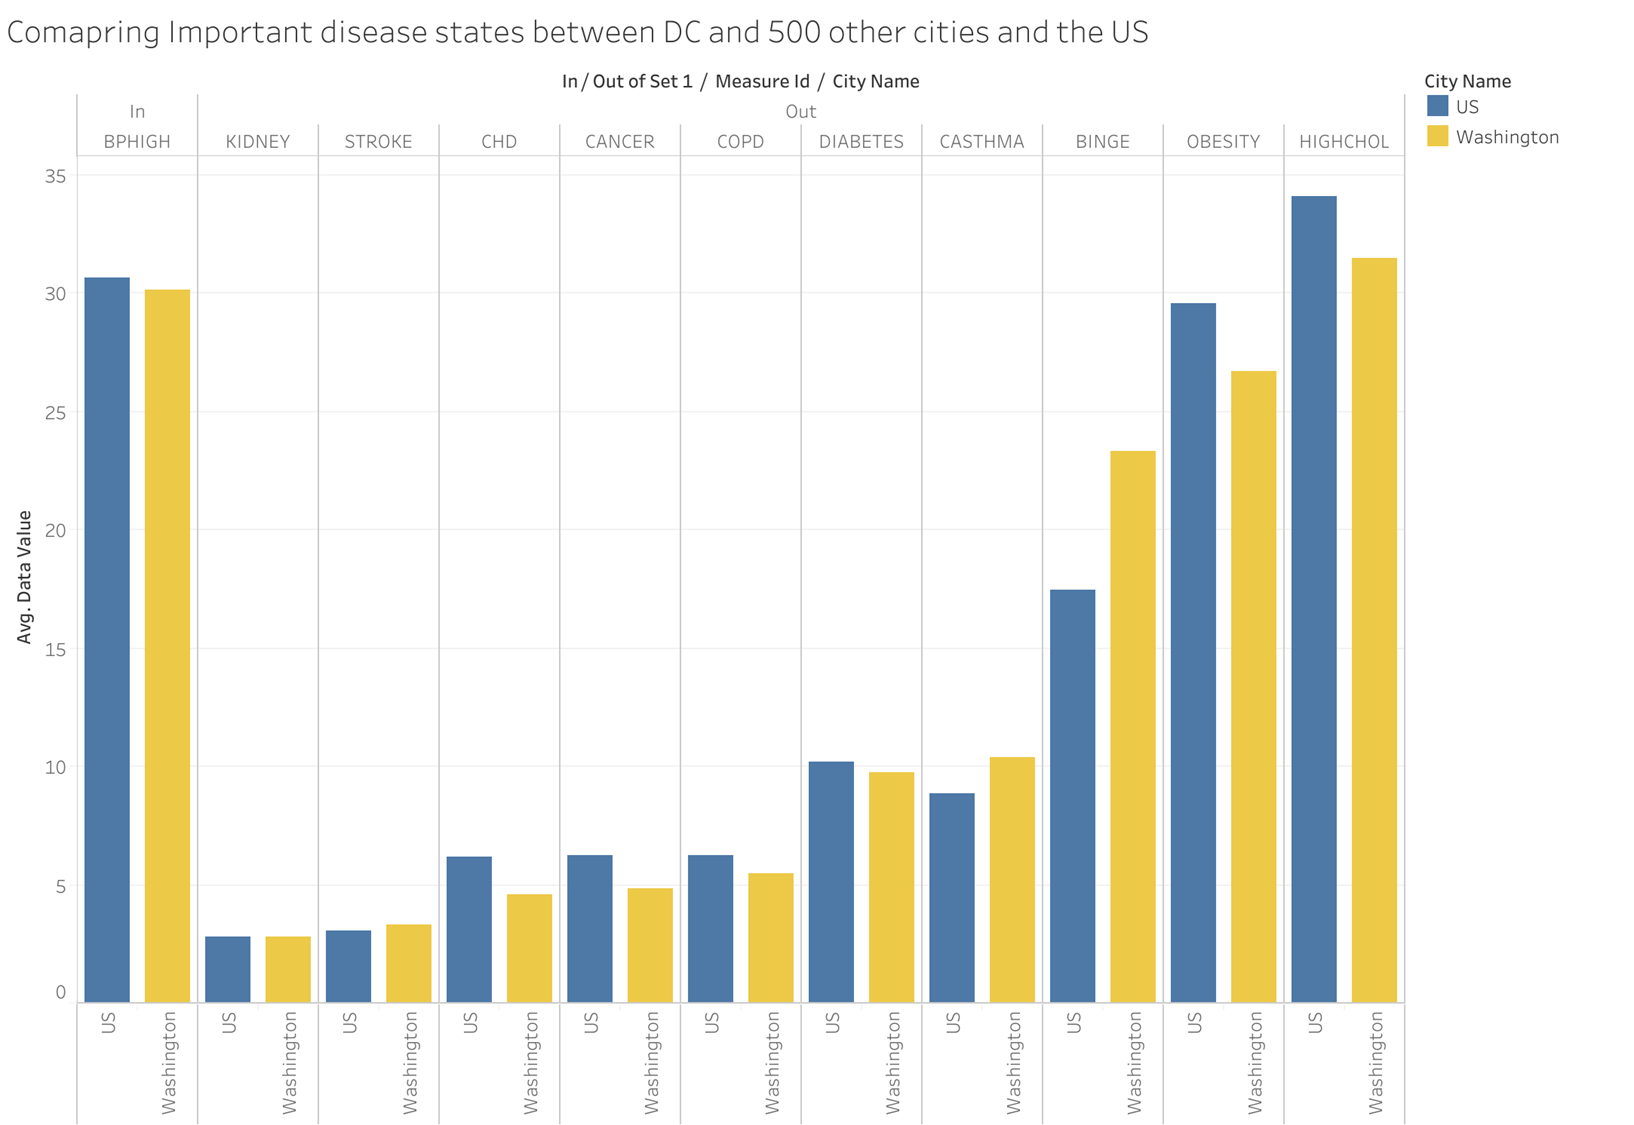 Comapring Important disease states between DC and 500 other cities and the US
In / Out of Set 1 / Measure Id / City Name
City Name
US
Washington
In
Out
BPHIGH KIDNEY STROKE CHD CANCER COPD DIABETES CASTHMA BINGE OBESITY HIGHCHOL
35
30
25
20
15
10
5
0
Avg. Data Value
US Washington US Washington US Washington US Washington US Washington US Washington US Washington US Washington US Washington US Washington US Washington